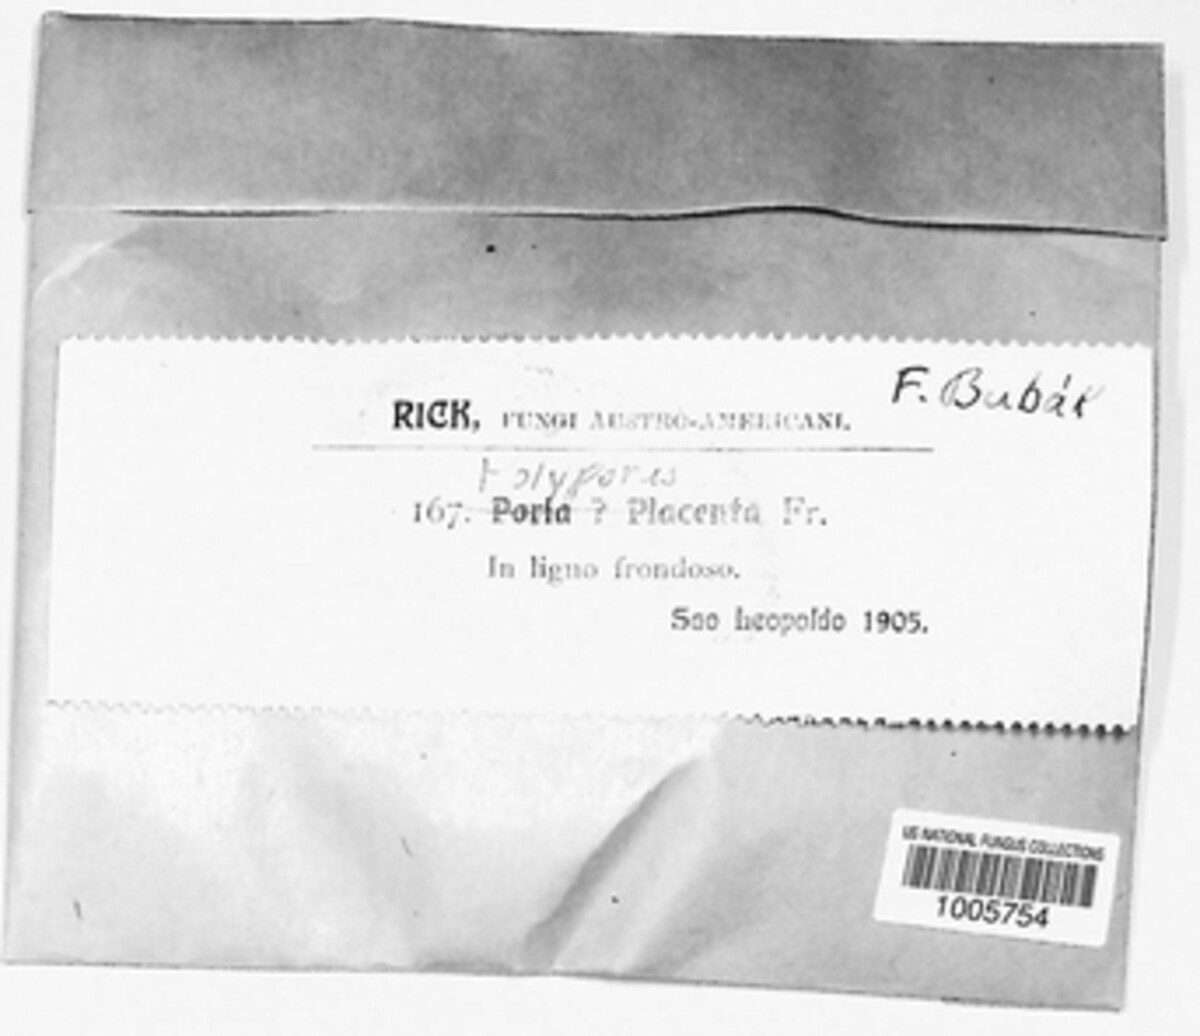 F. Bubák
RICK, FUNGI AUSTRO-AMERICANI.
Polyporus
167. Poria ? Placenta Fr.
In ligno frondoso.
Sao Leopoldo 1905.
US NATIONAL FUNGUS COLLECTIONS
1005754